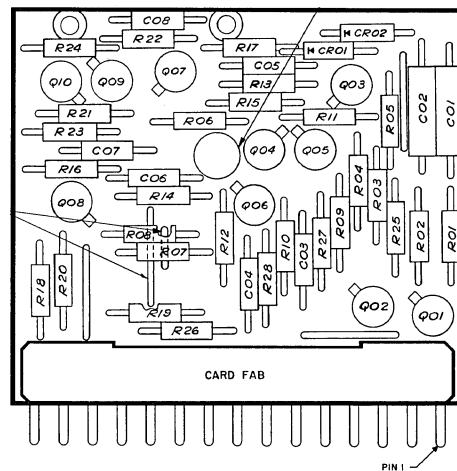 C08
CR02
R22
R24
R17
CR01
C05
Q10
Q09
Q07
R13
Q03
R15
R05
C02
C01
R21
R06
R11
R23
C07
Q04
Q05
R16
C06
R04
R03
R14
Q08
Q06
R08
R12
R10
R27
R09
R25
R02
R01
R07
C04
R28
C03
R18
R20
R19
Q02
Q01
R26
CARD FAB
PIN 1